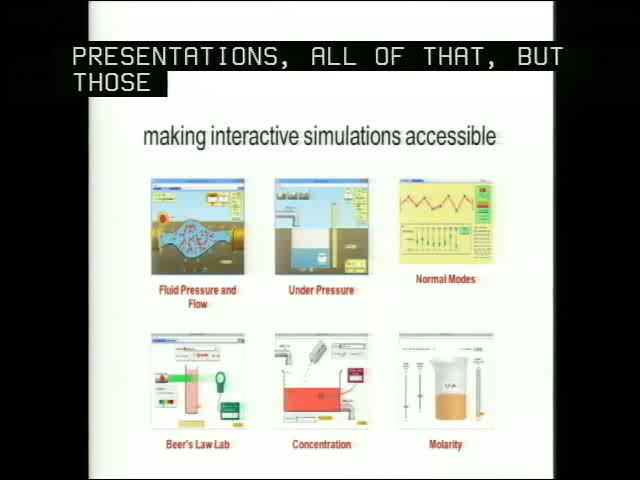 PRESENTATIONS, ALL OF THAT, BUT
THOSE
making interactive simulations accessible
Fluid Pressure and
Flow
Under Pressure
Normal Modes
Beer's Law Lab
Concentration
Molarity